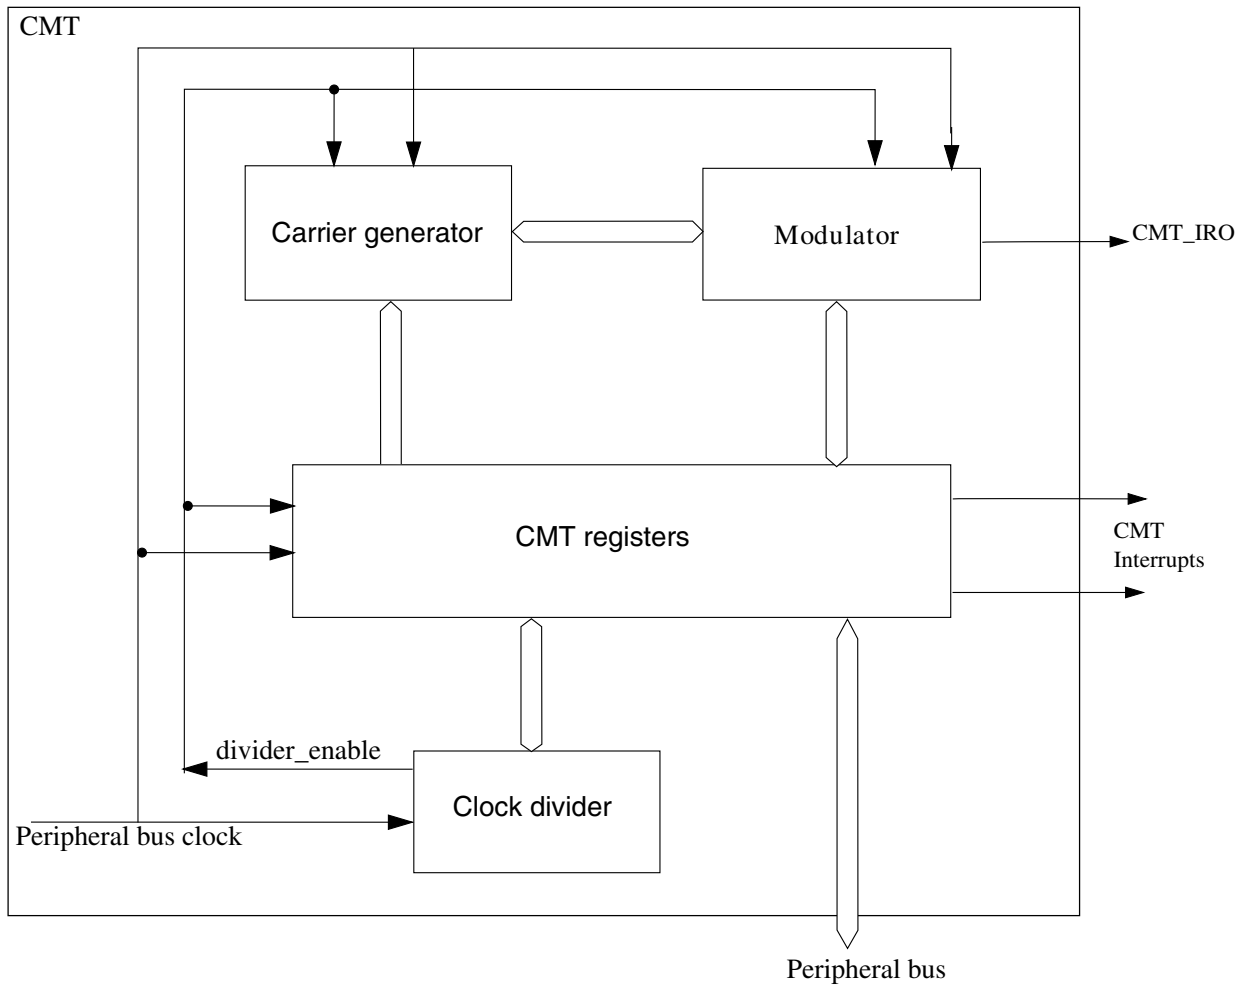 CMT
Carrier generator
Modulator
CMT_IRO
CMT registers
CMT
Interrupts
divider_enable
Clock divider
Peripheral bus clock
Peripheral bus